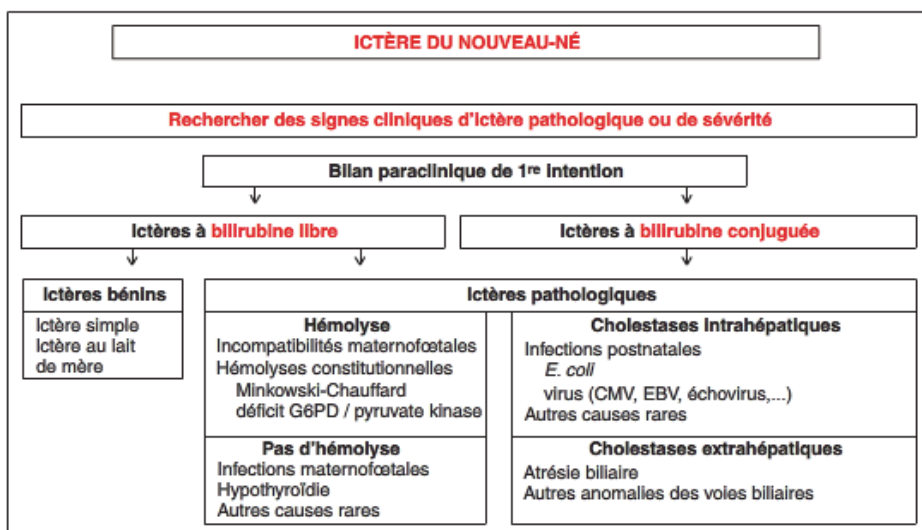 ICTÈRE DU NOUVEAU-NÉ
Rechercher des signes cliniques d'ictère pathologique ou de sévérité
Bilan paraclinique de 1re intention
Ictères à bilirubine libre
Ictères à bilirubine conjuguée
Ictères bénins
Ictère simple
Ictère au lait
de mère
Ictères pathologiques
Hémolyse
Incompatibilités maternofœtales
Hémolyses constitutionnelles
Minkowski-Chauffard
déficit G6PD / pyruvate kinase
Pas d'hémolyse
Infections maternofœtales
Hypothyroïdie
Autres causes rares
Cholestases intrahépatiques
Infections postnatales
E. coli
virus (CMV, EBV, échovirus,...)
Autres causes rares
Cholestases extrahépatiques
Atrésie biliaire
Autres anomalies des voies biliaires